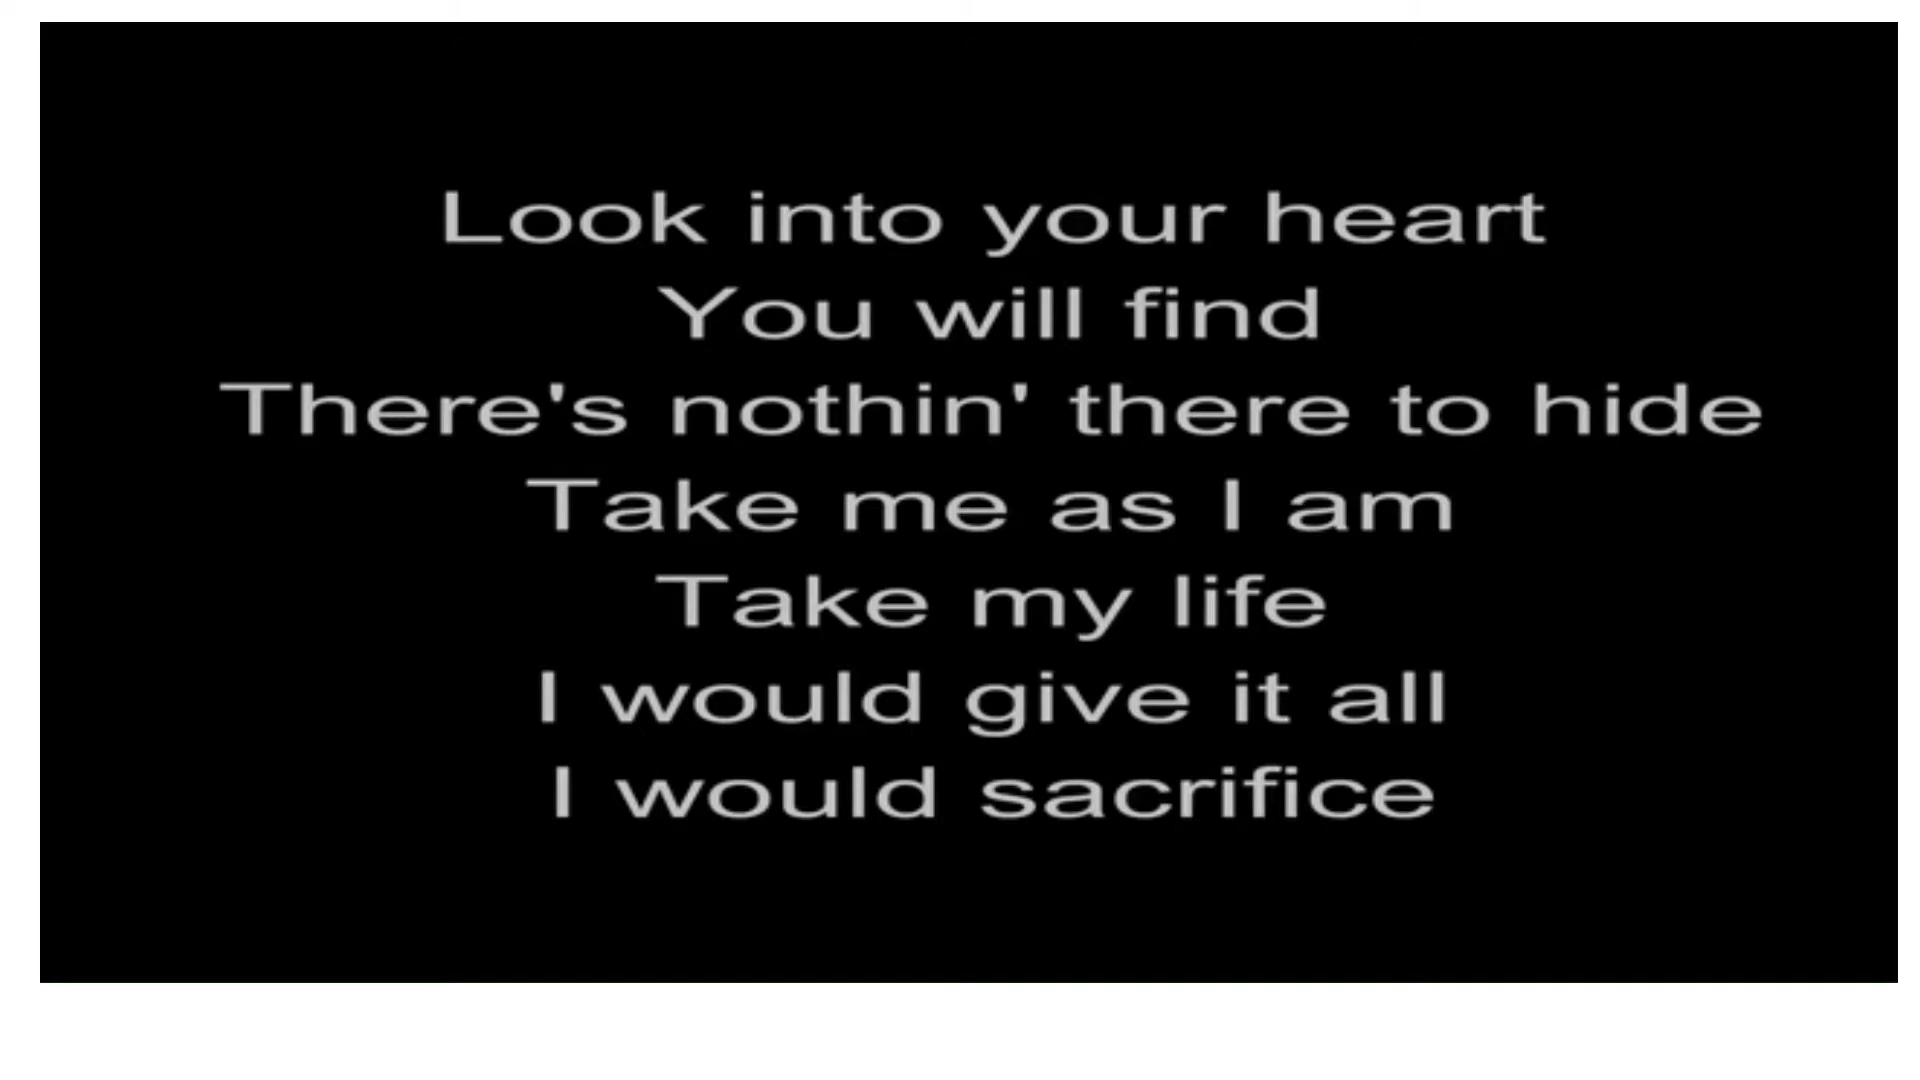 Look into your heart
You will find
There's nothin' there to hide
Take me as I am
Take my life
I would give it all
I would sacrifice